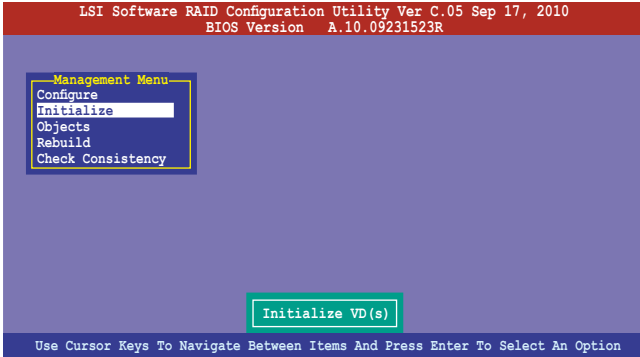 LSI Software RAID Configuration Utility Ver C.05 Sep 17, 2010
BIOS Version A.10.09231523R
Management Menu
Configure
Initialize
Objects
Rebuild
Check Consistency
Initialize VD(s)
Use Cursor Keys To Navigate Between Items And Press Enter To Select An Option